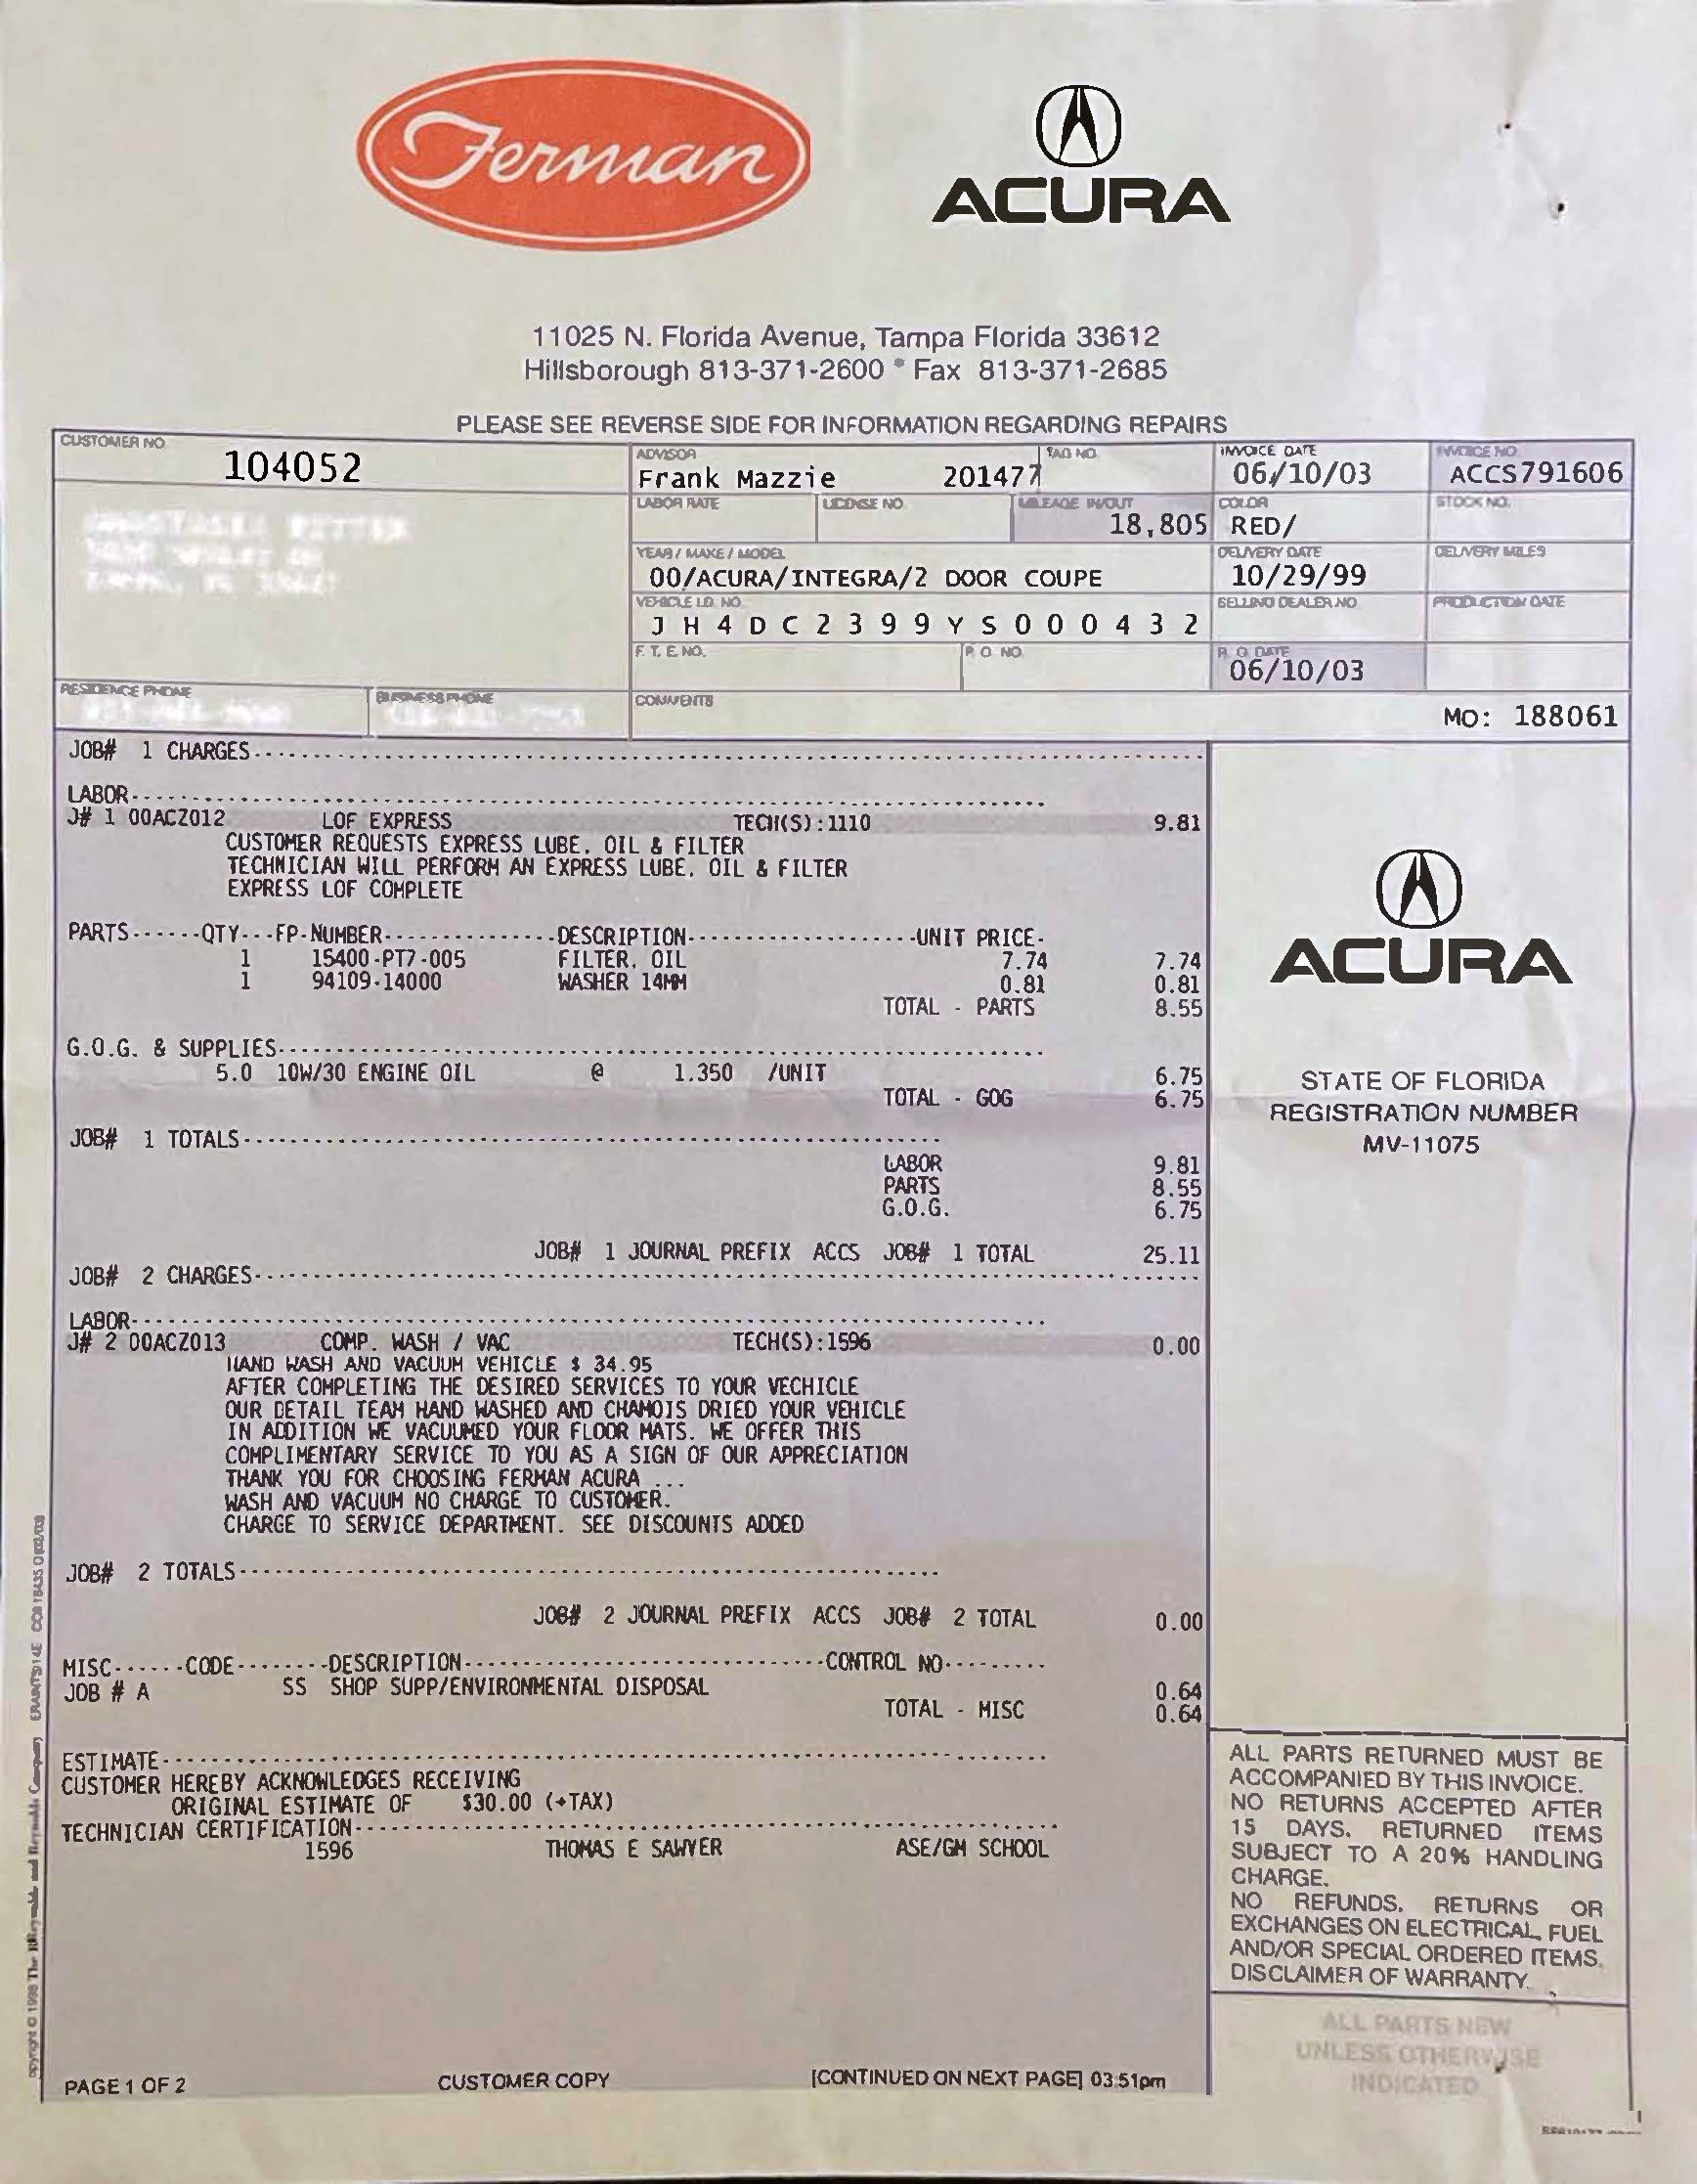 Ferman
ACURA
11025 N. Florida Avenue, Tampa Florida 33612
Hillsborough 813-371-2600 * Fax 813-371-2685
PLEASE SEE REVERSE SIDE FOR INFORMATION REGARDING REPAIRS
CUSTOMER NO. 104052
ADVISOR Frank Mazzie 201477 TAG NO.
INVOICE DATE 06/10/03
INVOICE NO. ACCS791606
LABOR RATE
LICENSE NO.
MILEAGE IN/OUT 18,805
COLOR RED/
STOCK NO.
YEAR / MAKE / MODEL 00/ACURA/INTEGRA/2 DOOR COUPE
DELIVERY DATE 10/29/99
DELIVERY MILES
VEHICLE I.D. NO. J H 4 D C 2 3 9 9 Y S 0 0 0 4 3 2
SELLING DEALER NO.
PRODUCTION DATE
F. T. E. NO.
P. O. NO.
R. O. DATE 06/10/03
RESIDENCE PHONE
BUSINESS PHONE
COMMENTS
MO: 188061
JOB# 1 CHARGES
LABOR
J# 1 00ACZ012 LOF EXPRESS TECH(S):1110 9.81
CUSTOMER REQUESTS EXPRESS LUBE, OIL & FILTER
TECHNICIAN WILL PERFORM AN EXPRESS LUBE, OIL & FILTER
EXPRESS LOF COMPLETE
PARTS------QTY---FP-NUMBER---------------DESCRIPTION--------------------UNIT PRICE-
1 15400-PT7-005 FILTER, OIL 7.74 7.74
1 94109-14000 WASHER 14MM 0.81 0.81
TOTAL - PARTS 8.55
G.O.G. & SUPPLIES
5.0 10W/30 ENGINE OIL @ 1.350 /UNIT 6.75
TOTAL - GOG 6.75
JOB# 1 TOTALS
LABOR 9.81
PARTS 8.55
G.O.G. 6.75
JOB# 1 JOURNAL PREFIX ACCS JOB# 1 TOTAL 25.11
JOB# 2 CHARGES
LABOR
J# 2 00ACZ013 COMP. WASH / VAC TECH(S):1596 0.00
HAND WASH AND VACUUM VEHICLE $ 34.95
AFTER COMPLETING THE DESIRED SERVICES TO YOUR VECHICLE
OUR DETAIL TEAM HAND WASHED AND CHAMOIS DRIED YOUR VEHICLE
IN ADDITION WE VACUUMED YOUR FLOOR MATS. WE OFFER THIS
COMPLIMENTARY SERVICE TO YOU AS A SIGN OF OUR APPRECIATION
THANK YOU FOR CHOOSING FERMAN ACURA ...
WASH AND VACUUM NO CHARGE TO CUSTOMER.
CHARGE TO SERVICE DEPARTMENT. SEE DISCOUNTS ADDED
JOB# 2 TOTALS
JOB# 2 JOURNAL PREFIX ACCS JOB# 2 TOTAL 0.00
MISC------CODE--------DESCRIPTION------------------------------CONTROL NO---------
JOB # A SS SHOP SUPP/ENVIRONMENTAL DISPOSAL 0.64
TOTAL - MISC 0.64
ESTIMATE
CUSTOMER HEREBY ACKNOWLEDGES RECEIVING
ORIGINAL ESTIMATE OF $30.00 (+TAX)
TECHNICIAN CERTIFICATION
1596 THOMAS E SAWYER ASE/GM SCHOOL
PAGE 1 OF 2 CUSTOMER COPY [CONTINUED ON NEXT PAGE] 03:51pm
ACURA
STATE OF FLORIDA
REGISTRATION NUMBER
MV-11075
ALL PARTS RETURNED MUST BE
ACCOMPANIED BY THIS INVOICE.
NO RETURNS ACCEPTED AFTER
15 DAYS. RETURNED ITEMS
SUBJECT TO A 20% HANDLING
CHARGE.
NO REFUNDS, RETURNS OR
EXCHANGES ON ELECTRICAL, FUEL
AND/OR SPECIAL ORDERED ITEMS.
DISCLAIMER OF WARRANTY.
ALL PARTS NEW
UNLESS OTHERWISE
INDICATED
1998 The Reynolds and Reynolds Company